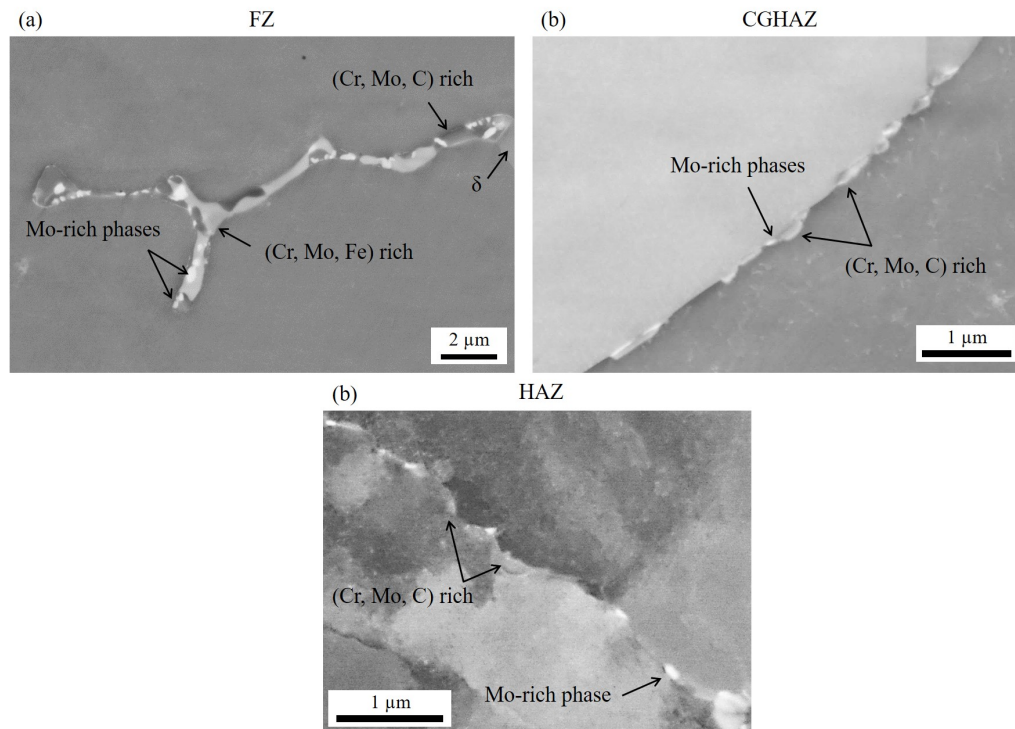 (a) FZ
(b) CGHAZ
(Cr, Mo, C) rich
δ
Mo-rich phases
(Cr, Mo, Fe) rich
2 µm
Mo-rich phases
(Cr, Mo, C) rich
1 µm
(b) HAZ
(Cr, Mo, C) rich
Mo-rich phase
1 µm